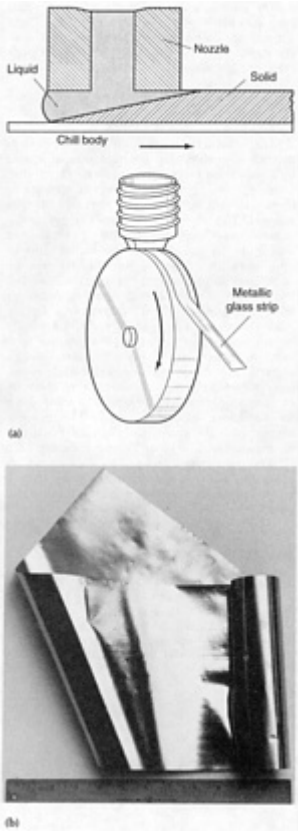 Nozzle
Liquid
Solid
Chill body
Metallic
glass strip
(a)
(b)